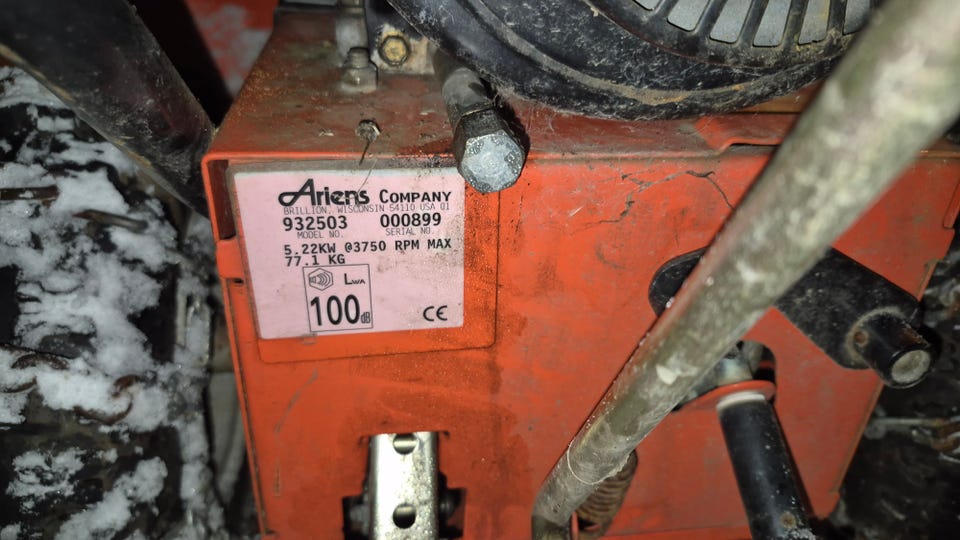 Ariens COMPANY
BRILLION, WISCONSIN 54110 USA QI
932503 000899
MODEL NO. SERIAL NO.
5.22KW @3750 RPM MAX
77.1 KG
LWA
100dB
CE